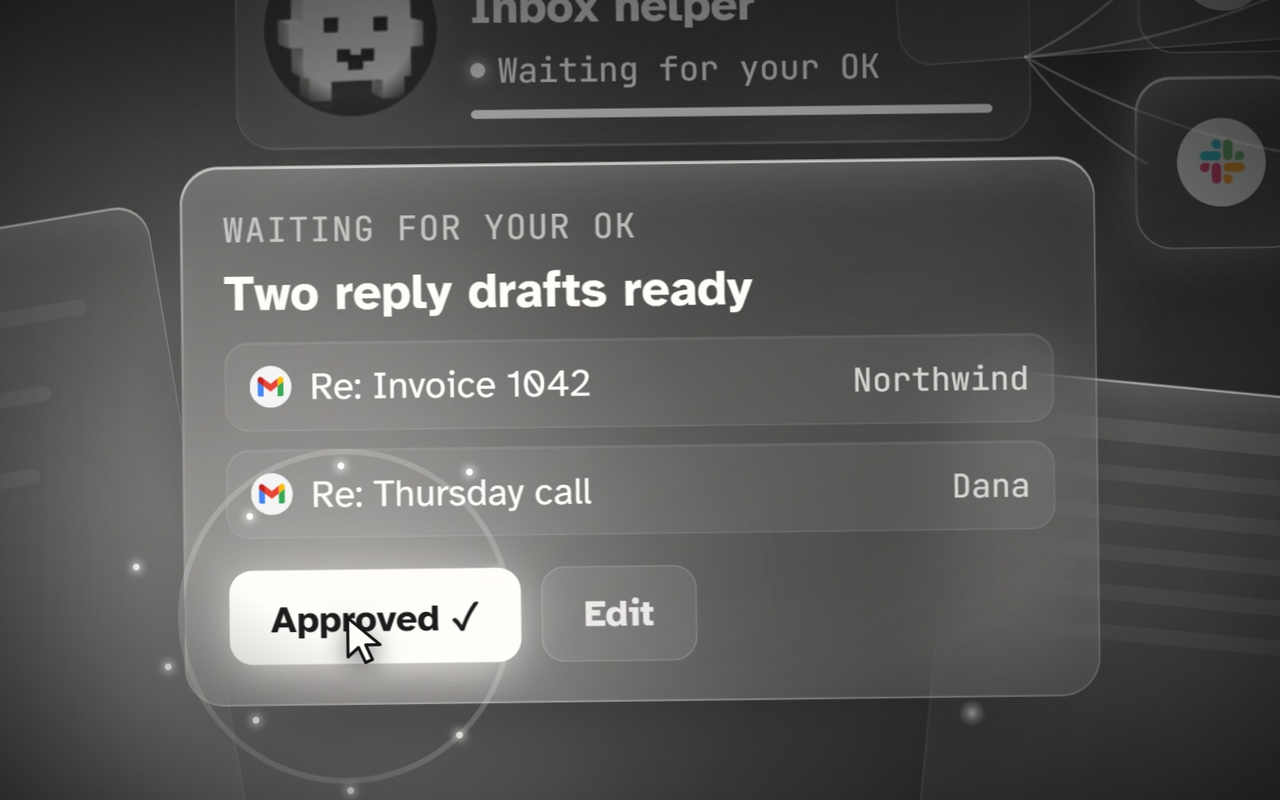 Inbox helper
Waiting for your OK
WAITING FOR YOUR OK
Two reply drafts ready
Re: Invoice 1042
Northwind
Re: Thursday call
Dana
Approved ✓
Edit